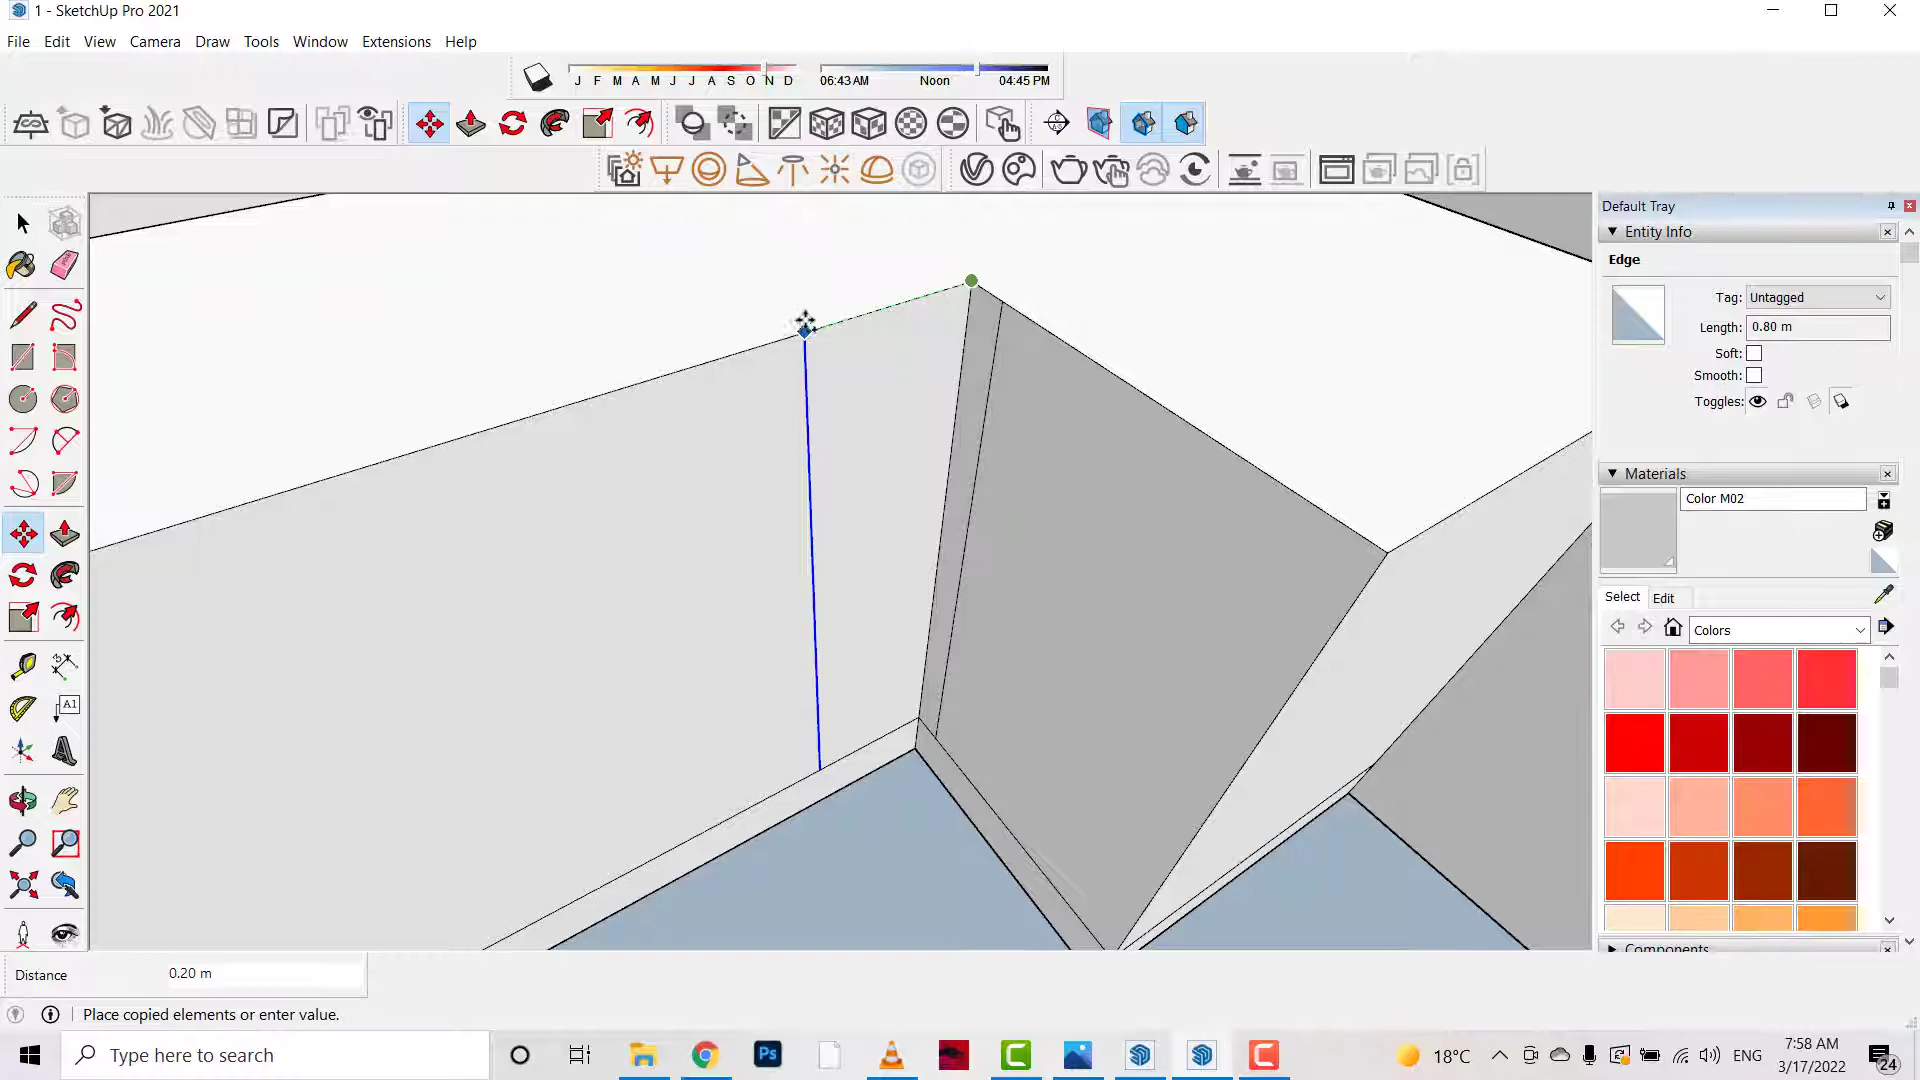 1 - SketchUp Pro 2021
File Edit View Camera Draw Tools Window Extensions Help
J F M A M J J A S O N D 06:43 AM Noon 04:45 PM
Default Tray
Entity Info
Edge
Tag: Untagged
Length: 0.80 m
Soft:
Smooth:
Toggles:
Materials
Color M02
Select Edit
Colors
A1
Components
Distance 0.20 m
Place copied elements or enter value.
Type here to search
Ps
18°C
ENG
7:58 AM
3/17/2022
24